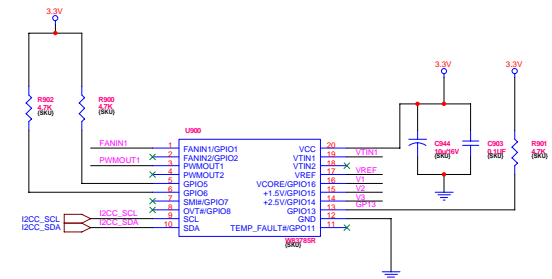 3.3V
3.3V
3.3V
R902
4.7K
(SKU)
R900
4.7K
(SKU)
C944
10u/16V
(SKU)
C903
0.1UF
(SKU)
R901
4.7K
(SKU)
U900
FANIN1
1
FANIN1/GPIO1
VCC
20
2
FANIN2/GPIO2
VTIN1
19
VTIN1
PWMOUT1
3
PWMOUT1
VTIN2
18
4
PWMOUT2
VREF
17
VREF
5
GPIO5
VCORE/GPIO16
16
V1
6
GPIO6
+1.5V/GPIO15
15
V2
7
SMI#/GPIO7
+2.5V/GPIO14
14
V3
8
OVT#/GPIO8
GPIO13
13
GP13
I2CC_SCL
I2CC_SCL
9
SCL
GND
12
I2CC_SDA
I2CC_SDA
10
SDA
TEMP_FAULT#/GPIO11
11
W83785R
(SKU)